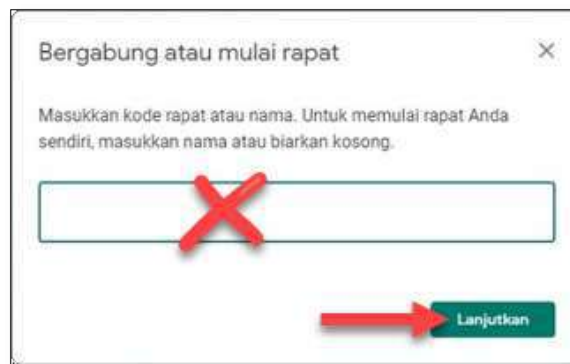 Bergabung atau mulai rapat
Masukkan kode rapat atau nama. Untuk memulai rapat Anda
sendiri, masukkan nama atau biarkan kosong.
Lanjutkan